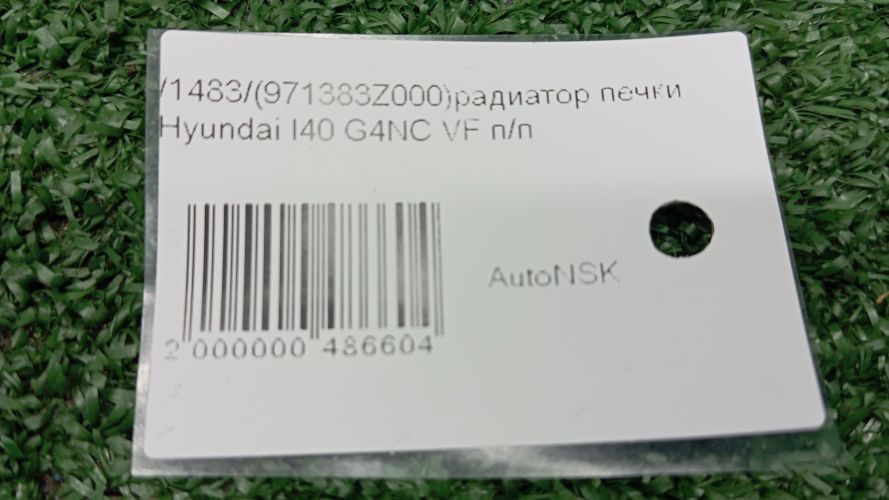 /1483/(971383Z000)радиатор печки
Hyundai I40 G4NC VF п/п
AutoNSK
2 000000 486604